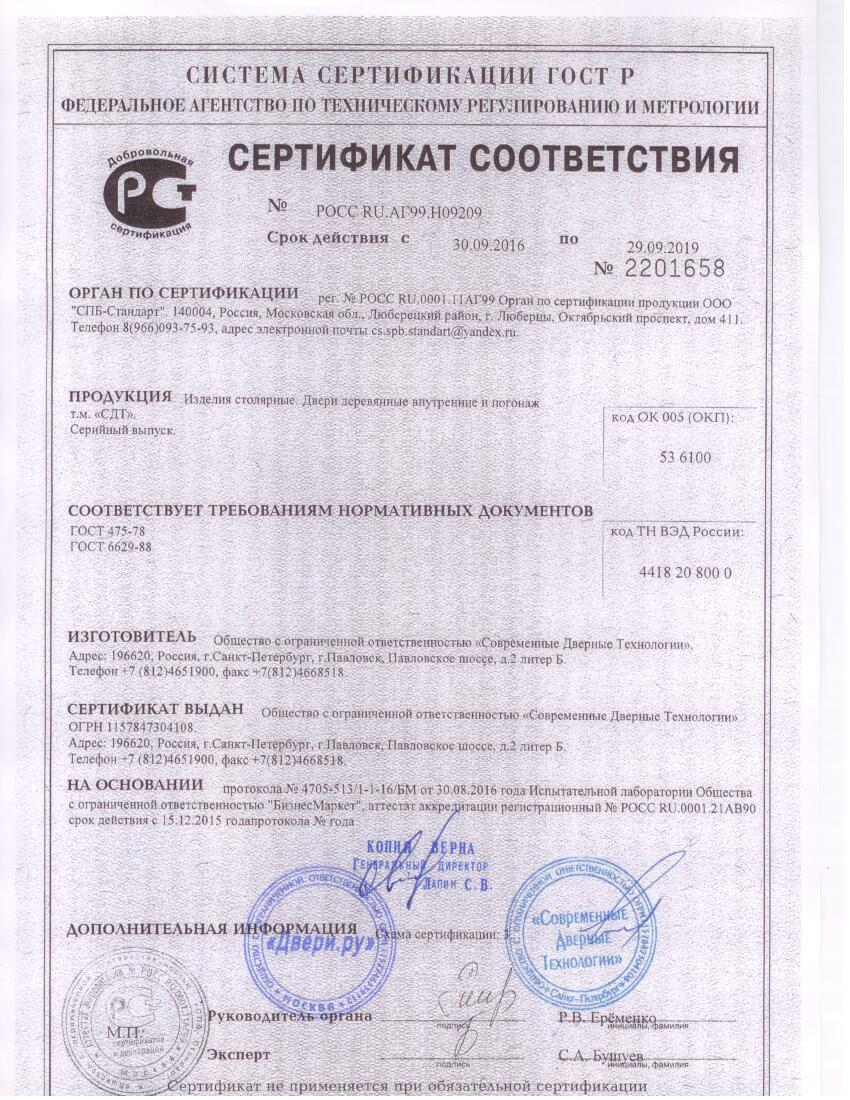 СИСТЕМА СЕРТИФИКАЦИИ ГОСТ Р
ФЕДЕРАЛЬНОЕ АГЕНТСТВО ПО ТЕХНИЧЕСКОМУ РЕГУЛИРОВАНИЮ И МЕТРОЛОГИИ
Добровольная
РСТ
сертификация
СЕРТИФИКАТ СООТВЕТСТВИЯ
№ РОСС RU.АГ99.Н09209
Срок действия с 30.09.2016 по 29.09.2019
№ 2201658
ОРГАН ПО СЕРТИФИКАЦИИ рег. № РОСС RU.0001.11АГ99 Орган по сертификации продукции ООО
"СПБ-Стандарт". 140004, Россия, Московская обл., Люберецкий район, г. Люберцы, Октябрьский проспект, дом 411.
Телефон 8(966)093-75-93, адрес электронной почты cs.spb.standart@yandex.ru.
ПРОДУКЦИЯ Изделия столярные. Двери деревянные внутренние и погонаж
т.м. «СДТ».
Серийный выпуск.
код ОК 005 (ОКП):
53 6100
СООТВЕТСТВУЕТ ТРЕБОВАНИЯМ НОРМАТИВНЫХ ДОКУМЕНТОВ
ГОСТ 475-78
ГОСТ 6629-88
код ТН ВЭД России:
4418 20 800 0
ИЗГОТОВИТЕЛЬ Общество с ограниченной ответственностью «Современные Дверные Технологии».
Адрес: 196620, Россия, г.Санкт-Петербург, г.Павловск, Павловское шоссе, д.2 литер Б.
Телефон +7 (812)4651900, факс +7(812)4668518.
СЕРТИФИКАТ ВЫДАН Общество с ограниченной ответственностью «Современные Дверные Технологии»
ОГРН 1157847304108.
Адрес: 196620, Россия, г.Санкт-Петербург, г.Павловск, Павловское шоссе, д.2 литер Б.
Телефон +7 (812)4651900, факс +7(812)4668518.
НА ОСНОВАНИИ протокола № 4705-513/1-1-16/БМ от 30.08.2016 года Испытательной лаборатории Общества
с ограниченной ответственностью "БизнесМаркет", аттестат аккредитации регистрационный № РОСС RU.0001.21АВ90
срок действия с 15.12.2015 годапротокола № года
КОПИЯ ВЕРНА
ГЕНЕРАЛЬНЫЙ ДИРЕКТОР
ЛАПИН С.В.
ДОПОЛНИТЕЛЬНАЯ ИНФОРМАЦИЯ Схема сертификации: 3
«Двери.ру»
МОСКВА
«Современные
Дверные
Технологии»
Санкт-Петербург
М.П.
сертификатов
и деклараций
Москва
Руководитель органа
подпись
Р.В. Ерёменко
инициалы, фамилия
Эксперт
подпись
С.А. Бушуев
инициалы, фамилия
Сертификат не применяется при обязательной сертификации